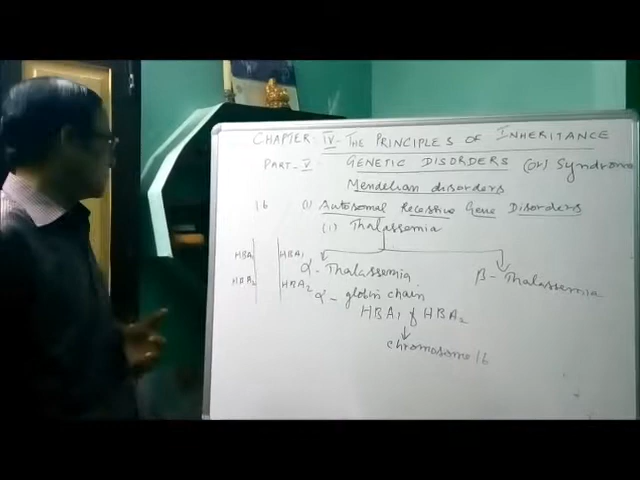 CHAPTER-IV-THE PRINCIPLES OF INHERITANCE
PART-V GENETIC DISORDERS (or) Syndrome
Mendelian disorders
16 (1) Autosomal Recessive Gene Disorders
(i) Thalassemia
HBA1 HBA1
α-Thalassemia β-Thalassemia
HBA2 HBA2 α-globin chain
HBA1 & HBA2
chromosome 16